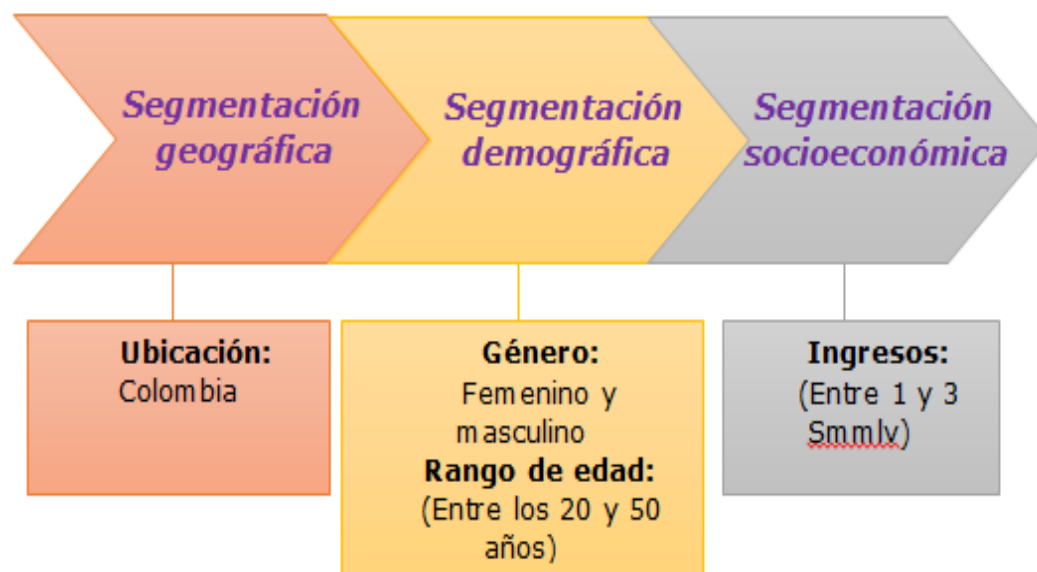 Segmentación
geográfica
Segmentación
demográfica
Segmentación
socioeconómica
Ubicación:
Colombia
Género:
Femenino y
masculino
Rango de edad:
(Entre los 20 y 50
años)
Ingresos:
(Entre 1 y 3
Smmlv)